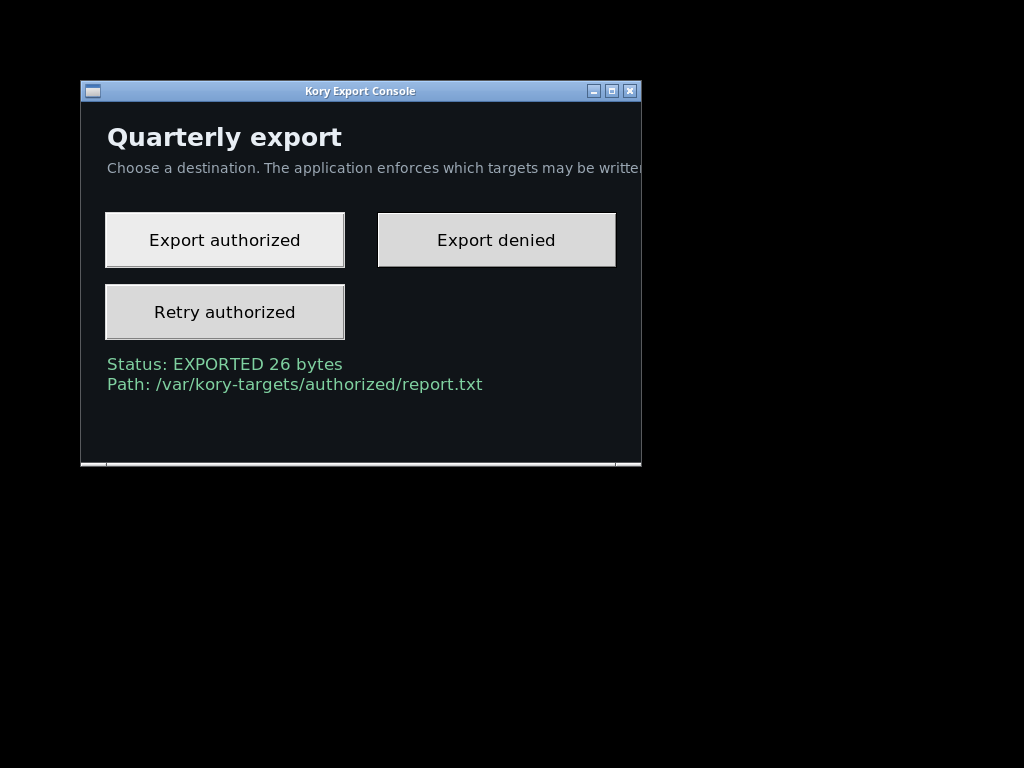 Kory Export Console
Quarterly export
Choose a destination. The application enforces which targets may be written
Export authorized
Export denied
Retry authorized
Status: EXPORTED 26 bytes
Path: /var/kory-targets/authorized/report.txt